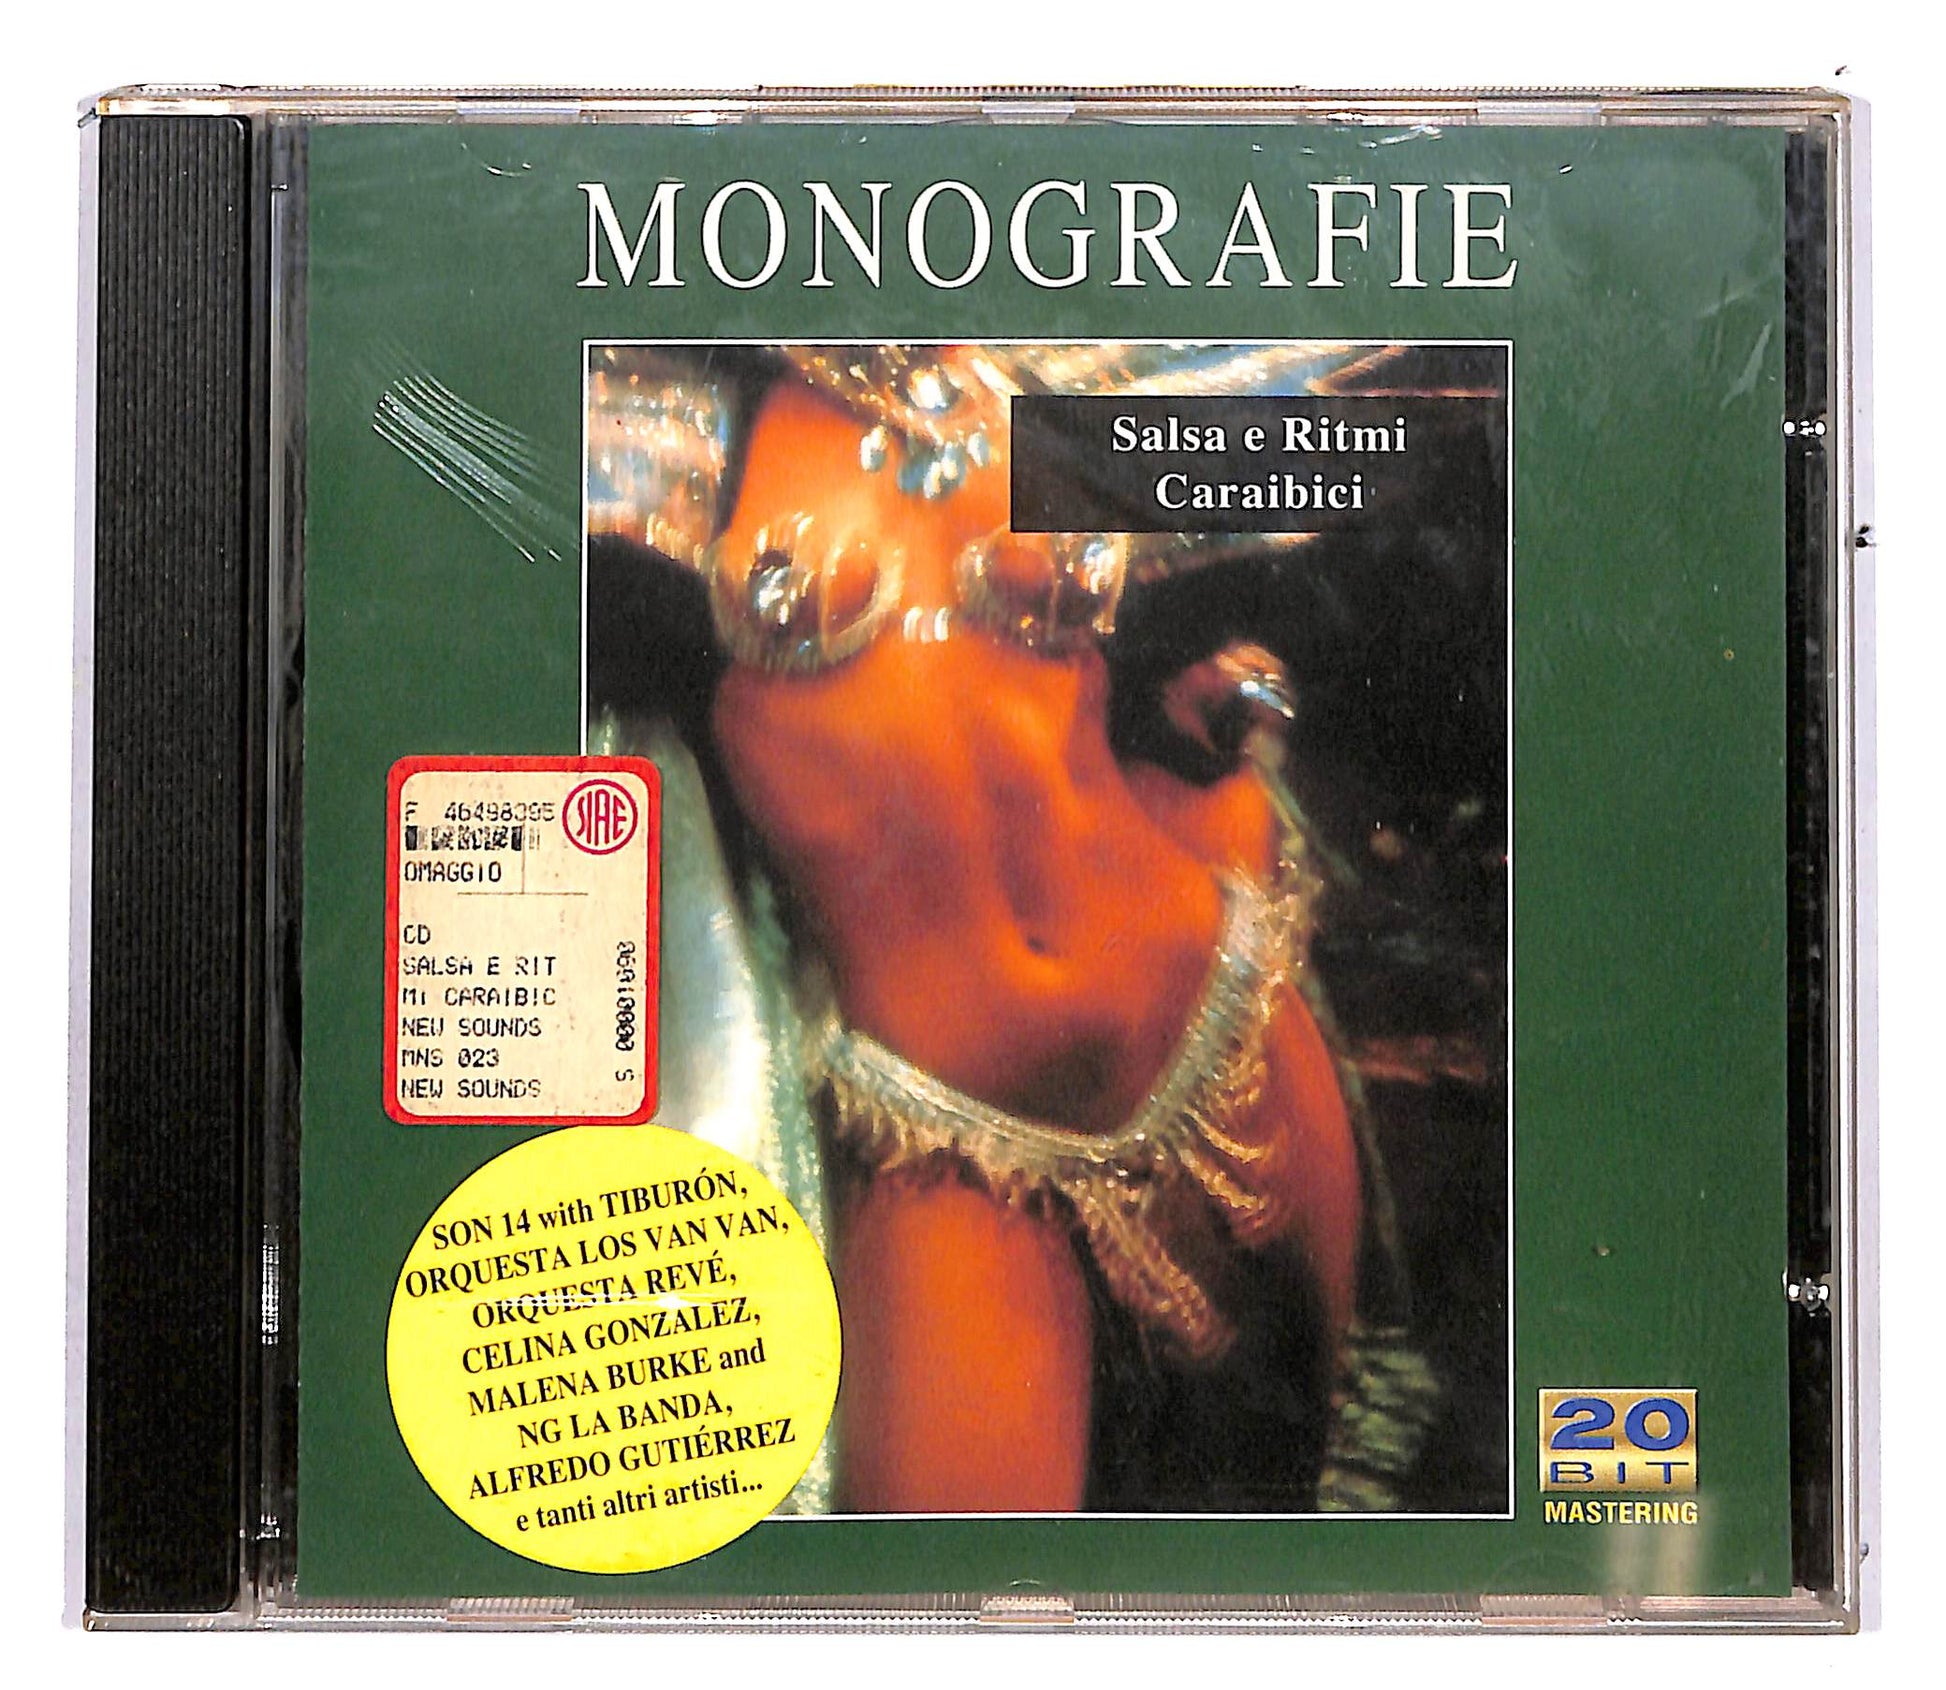 MONOGRAFIE
Salsa e Ritmi
Caraibici
F 46498395
SIAE
OMAGGIO
CD
SALSA E RIT
MI CARAIBIC
NEW SOUNDS
MNS 023
NEW SOUNDS
S 00001090
SON 14 with TIBURÓN,
ORQUESTA LOS VAN VAN,
ORQUESTA REVÉ,
CELINA GONZALEZ,
MALENA BURKE and
NG LA BANDA,
ALFREDO GUTIÉRREZ
e tanti altri artisti...
20
BIT
MASTERING